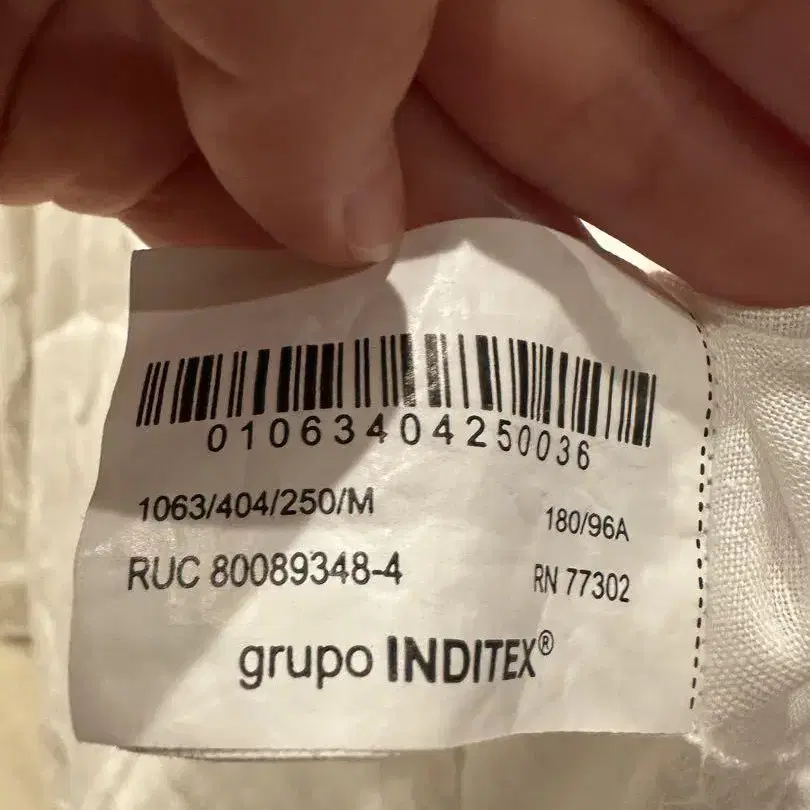 01063404250036
1063/404/250/M 180/96A
RUC 80089348-4 RN 77302
grupo INDITEX®